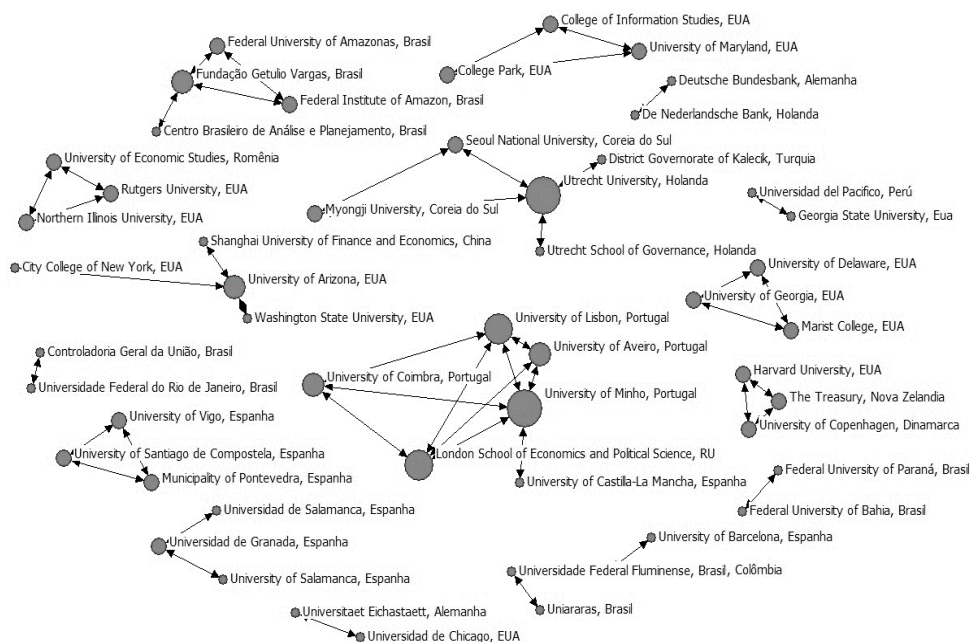 College of Information Studies, EUA
Federal University of Amazonas, Brasil
University of Maryland, EUA
College Park, EUA
Fundação Getulio Vargas, Brasil
Deutsche Bundesbank, Alemanha
Federal Institute of Amazon, Brasil
De Nederlandsche Bank, Holanda
Centro Brasileiro de Análise e Planejamento, Brasil
Seoul National University, Coreia do Sul
University of Economic Studies, Romênia
District Governorate of Kalecik, Turquia
Utrecht University, Holanda
Rutgers University, EUA
Universidad del Pacifico, Perú
Myongji University, Coreia do Sul
Georgia State University, Eua
Northern Illinois University, EUA
Shanghai University of Finance and Economics, China
Utrecht School of Governance, Holanda
City College of New York, EUA
University of Delaware, EUA
University of Arizona, EUA
University of Georgia, EUA
Washington State University, EUA
University of Lisbon, Portugal
Marist College, EUA
University of Aveiro, Portugal
Controladoria Geral da União, Brasil
Harvard University, EUA
University of Coimbra, Portugal
Universidade Federal do Rio de Janeiro, Brasil
University of Minho, Portugal
The Treasury, Nova Zelandia
University of Vigo, Espanha
University of Copenhagen, Dinamarca
University of Santiago de Compostela, Espanha
London School of Economics and Political Science, RU
Federal University of Paraná, Brasil
Municipality of Pontevedra, Espanha
University of Castilla-La Mancha, Espanha
Universidad de Salamanca, Espanha
Federal University of Bahia, Brasil
University of Barcelona, Espanha
Universidad de Granada, Espanha
Universidade Federal Fluminense, Brasil, Colômbia
University of Salamanca, Espanha
Uniararas, Brasil
Universitaet Eichastaett, Alemanha
Universidad de Chicago, EUA